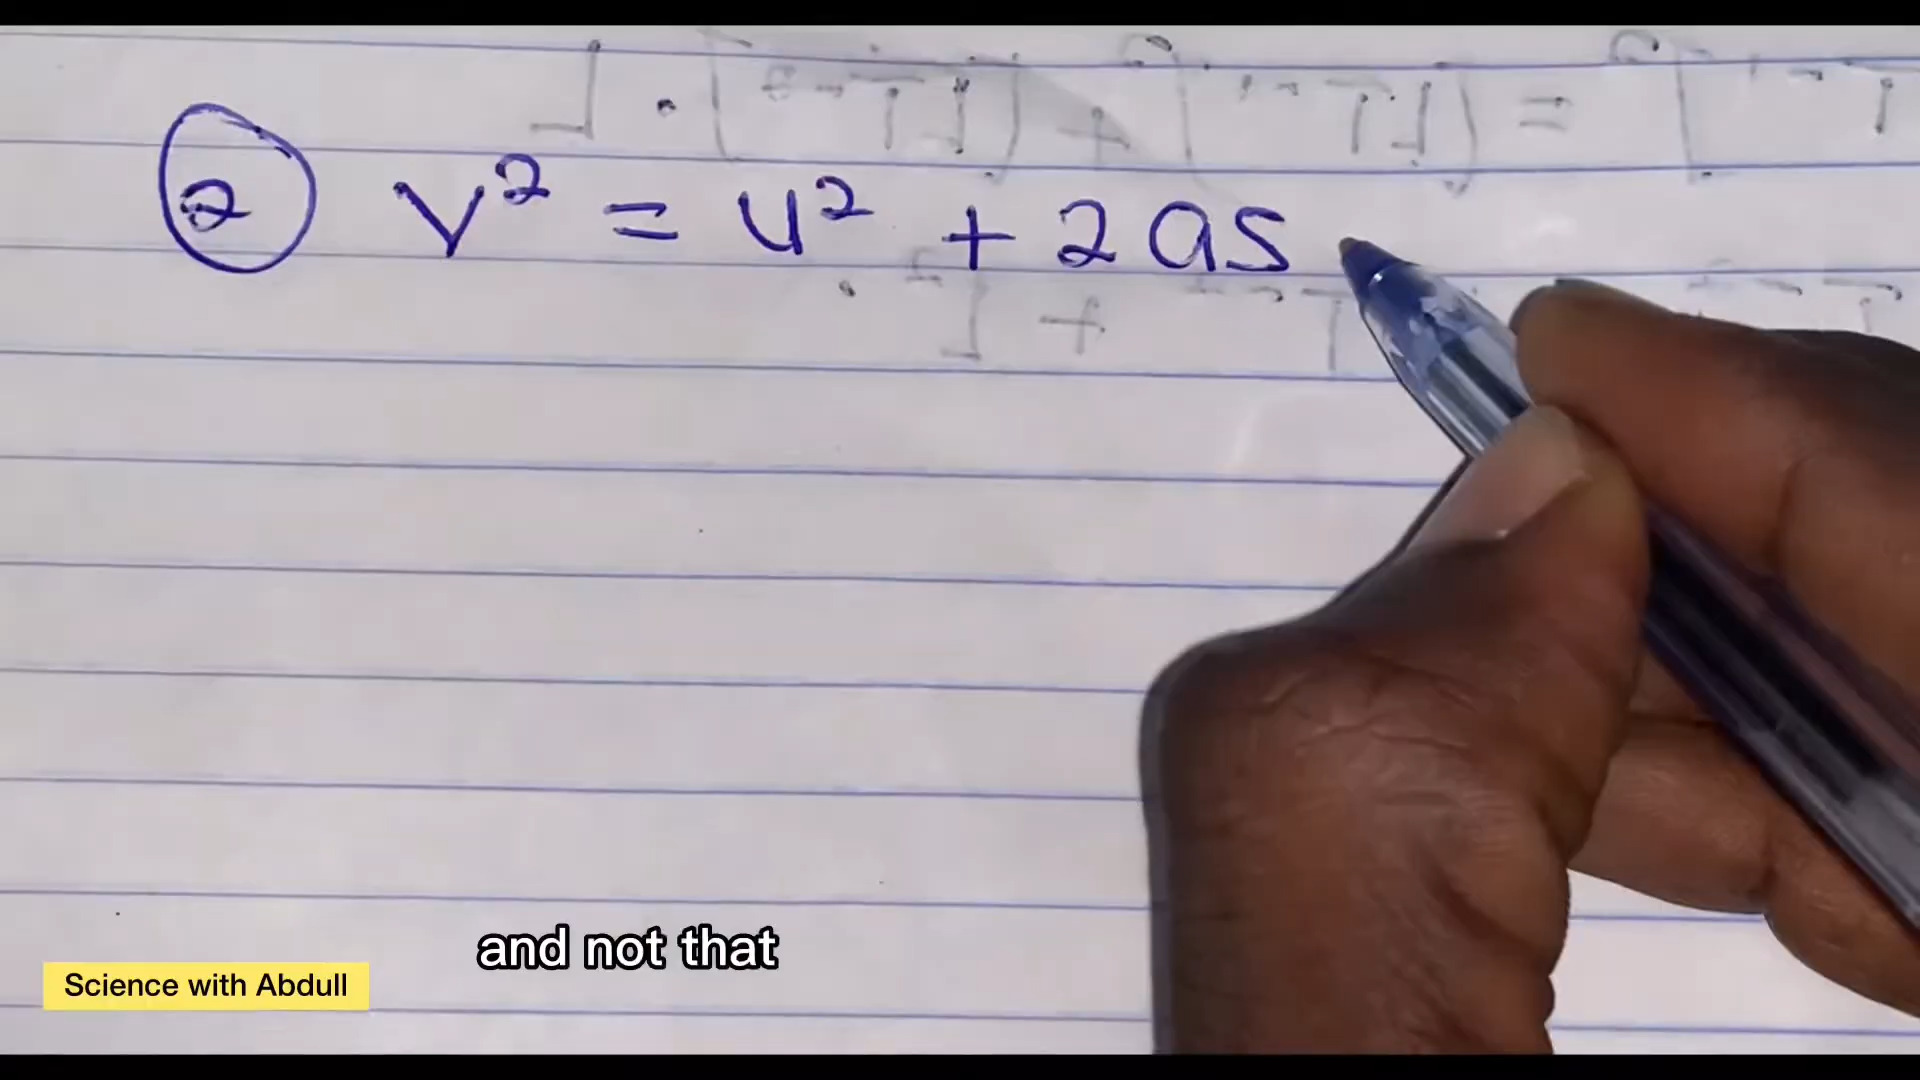 ② v² = u² + 2as
and not that
Science with Abdull